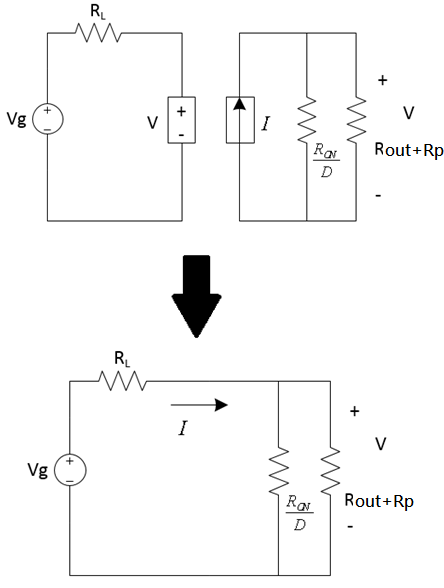 RL
+
Vg
+
-
V
+
-
I
RON
D
+
V
Rout+Rp
-
RL
I
Vg
+
-
RON
D
+
V
Rout+Rp
-